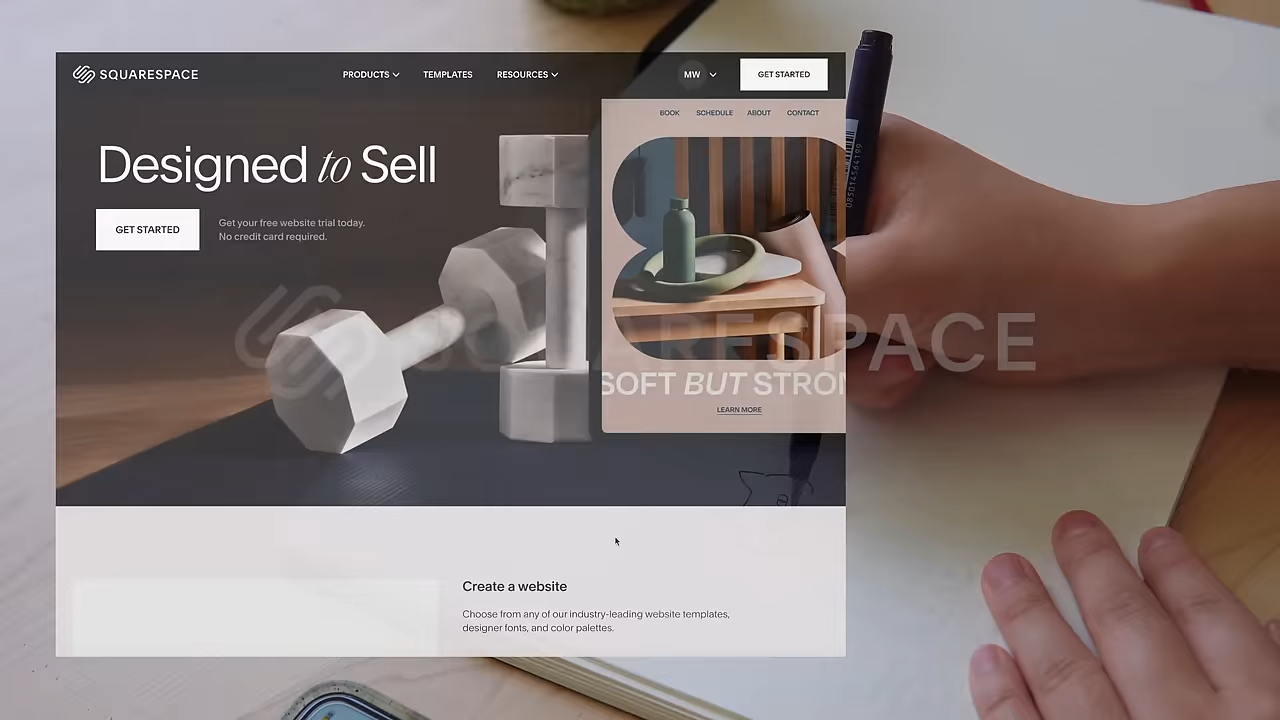 SQUARESPACE
PRODUCTS
TEMPLATES
RESOURCES
MW
GET STARTED
BOOK
SCHEDULE
ABOUT
CONTACT
Designed to Sell
GET STARTED
Get your free website trial today.
No credit card required.
085014564199
SQUARESPACE
SOFT BUT STRON
LEARN MORE
Create a website
Choose from any of our industry-leading website templates,
designer fonts, and color palettes.